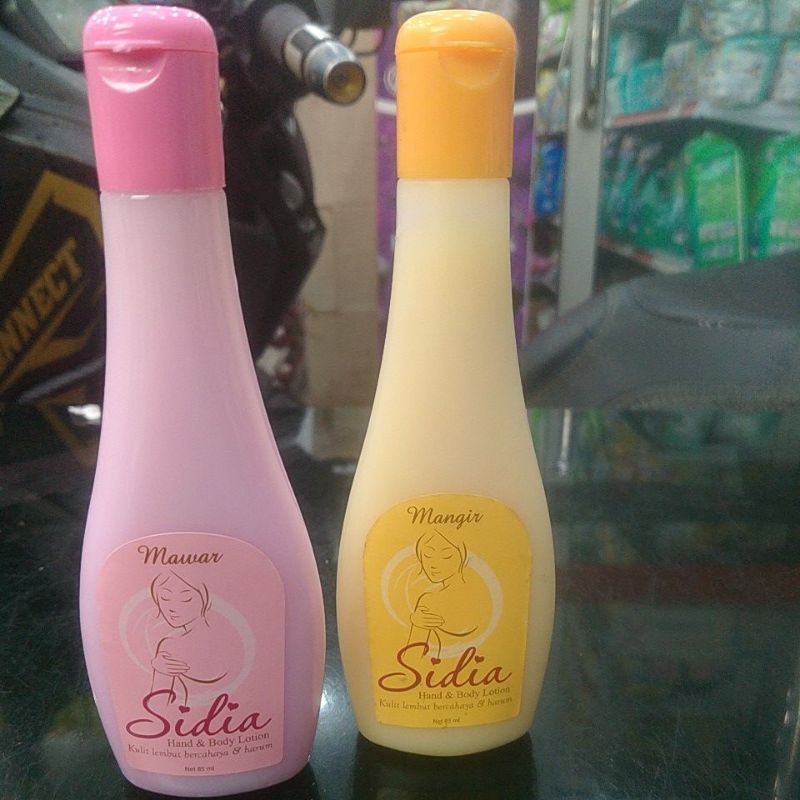 Mawar
Sidia
Hand & Body Lotion
Kulit lembut bercahaya & harum
Net 85 ml
Mangir
Sidia
Hand & Body Lotion
Kulit lembut bercahaya & harum
Net 85 ml
ONNECT